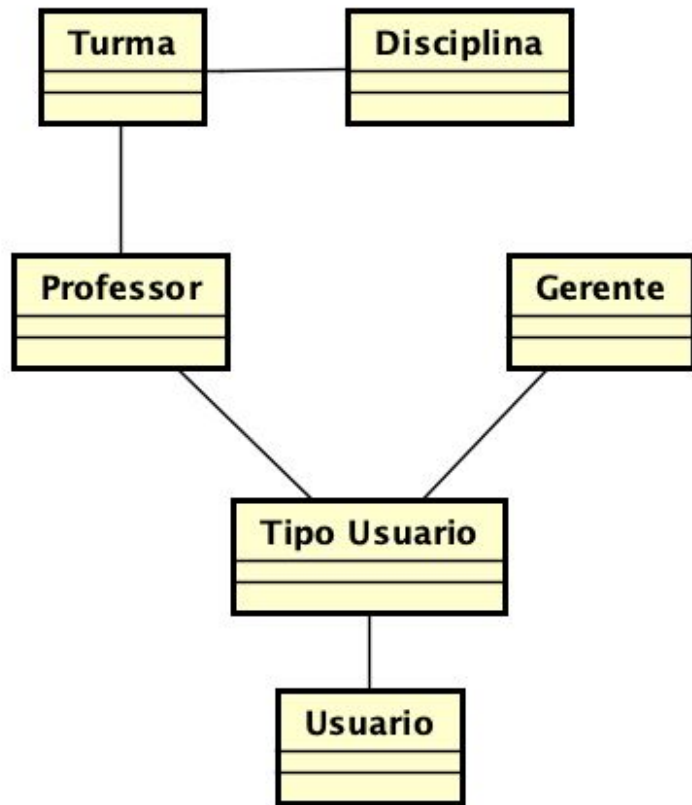 Turma
Disciplina
Professor
Gerente
Tipo Usuario
Usuario